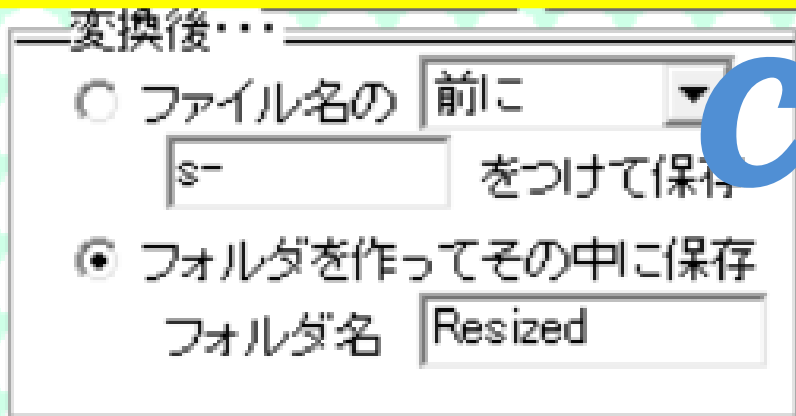 変換後・・・
ファイル名の 前に
s- をつけて保存
フォルダを作ってその中に保存
フォルダ名 Resized
C